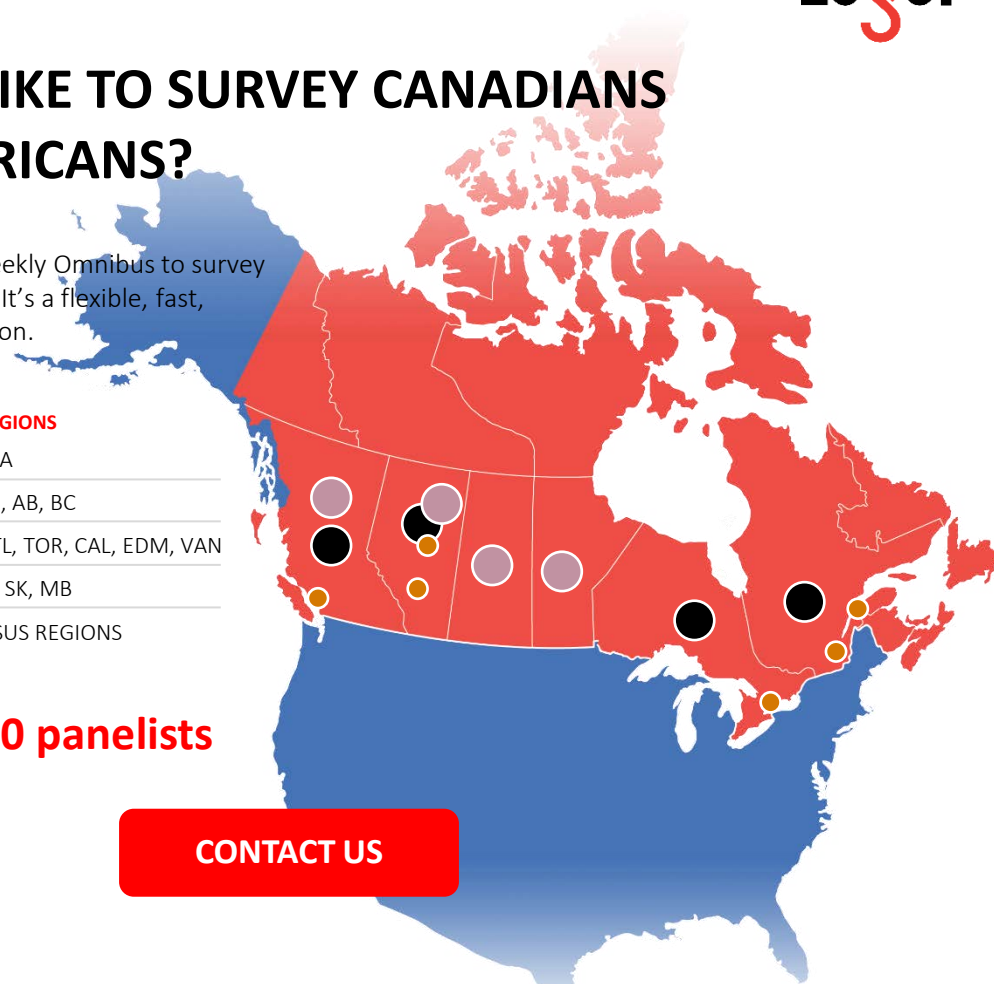 IKE TO SURVEY CANADIANS
RICANS?
eekly Omnibus to survey
It’s a flexible, fast,
on.
GIONS
A
, AB, BC
TL, TOR, CAL, EDM, VAN
SK, MB
SUS REGIONS
0 panelists
CONTACT US